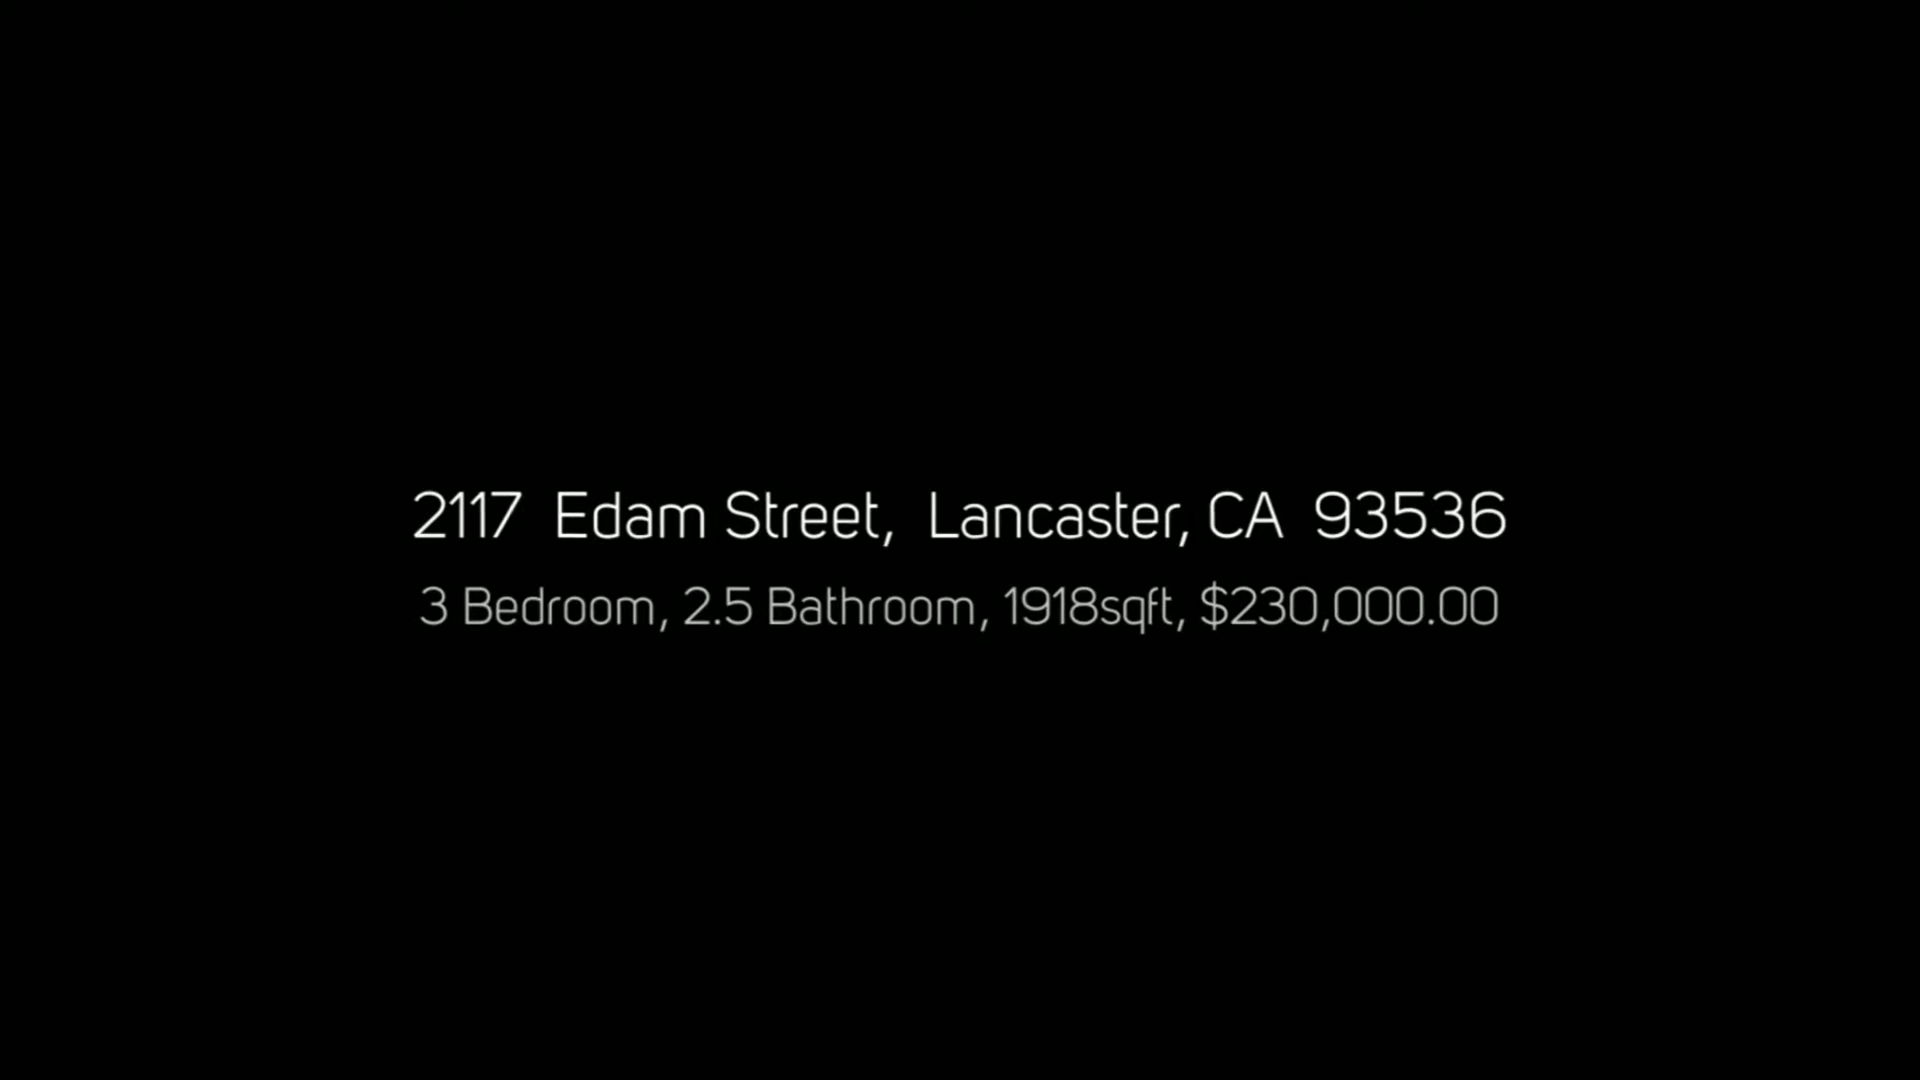 2117 Edam Street, Lancaster, CA 93536
3 Bedroom, 2.5 Bathroom, 1918sqft, $230,000.00